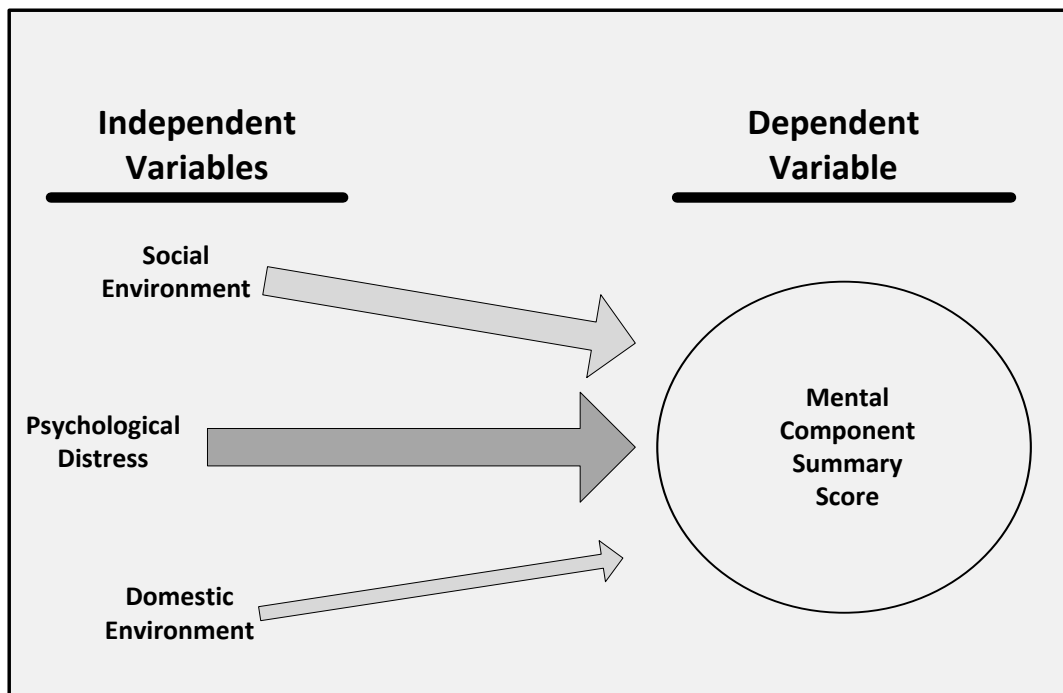 Independent
Variables
Dependent
Variable
Social
Environment
Psychological
Distress
Domestic
Environment
Mental
Component
Summary
Score